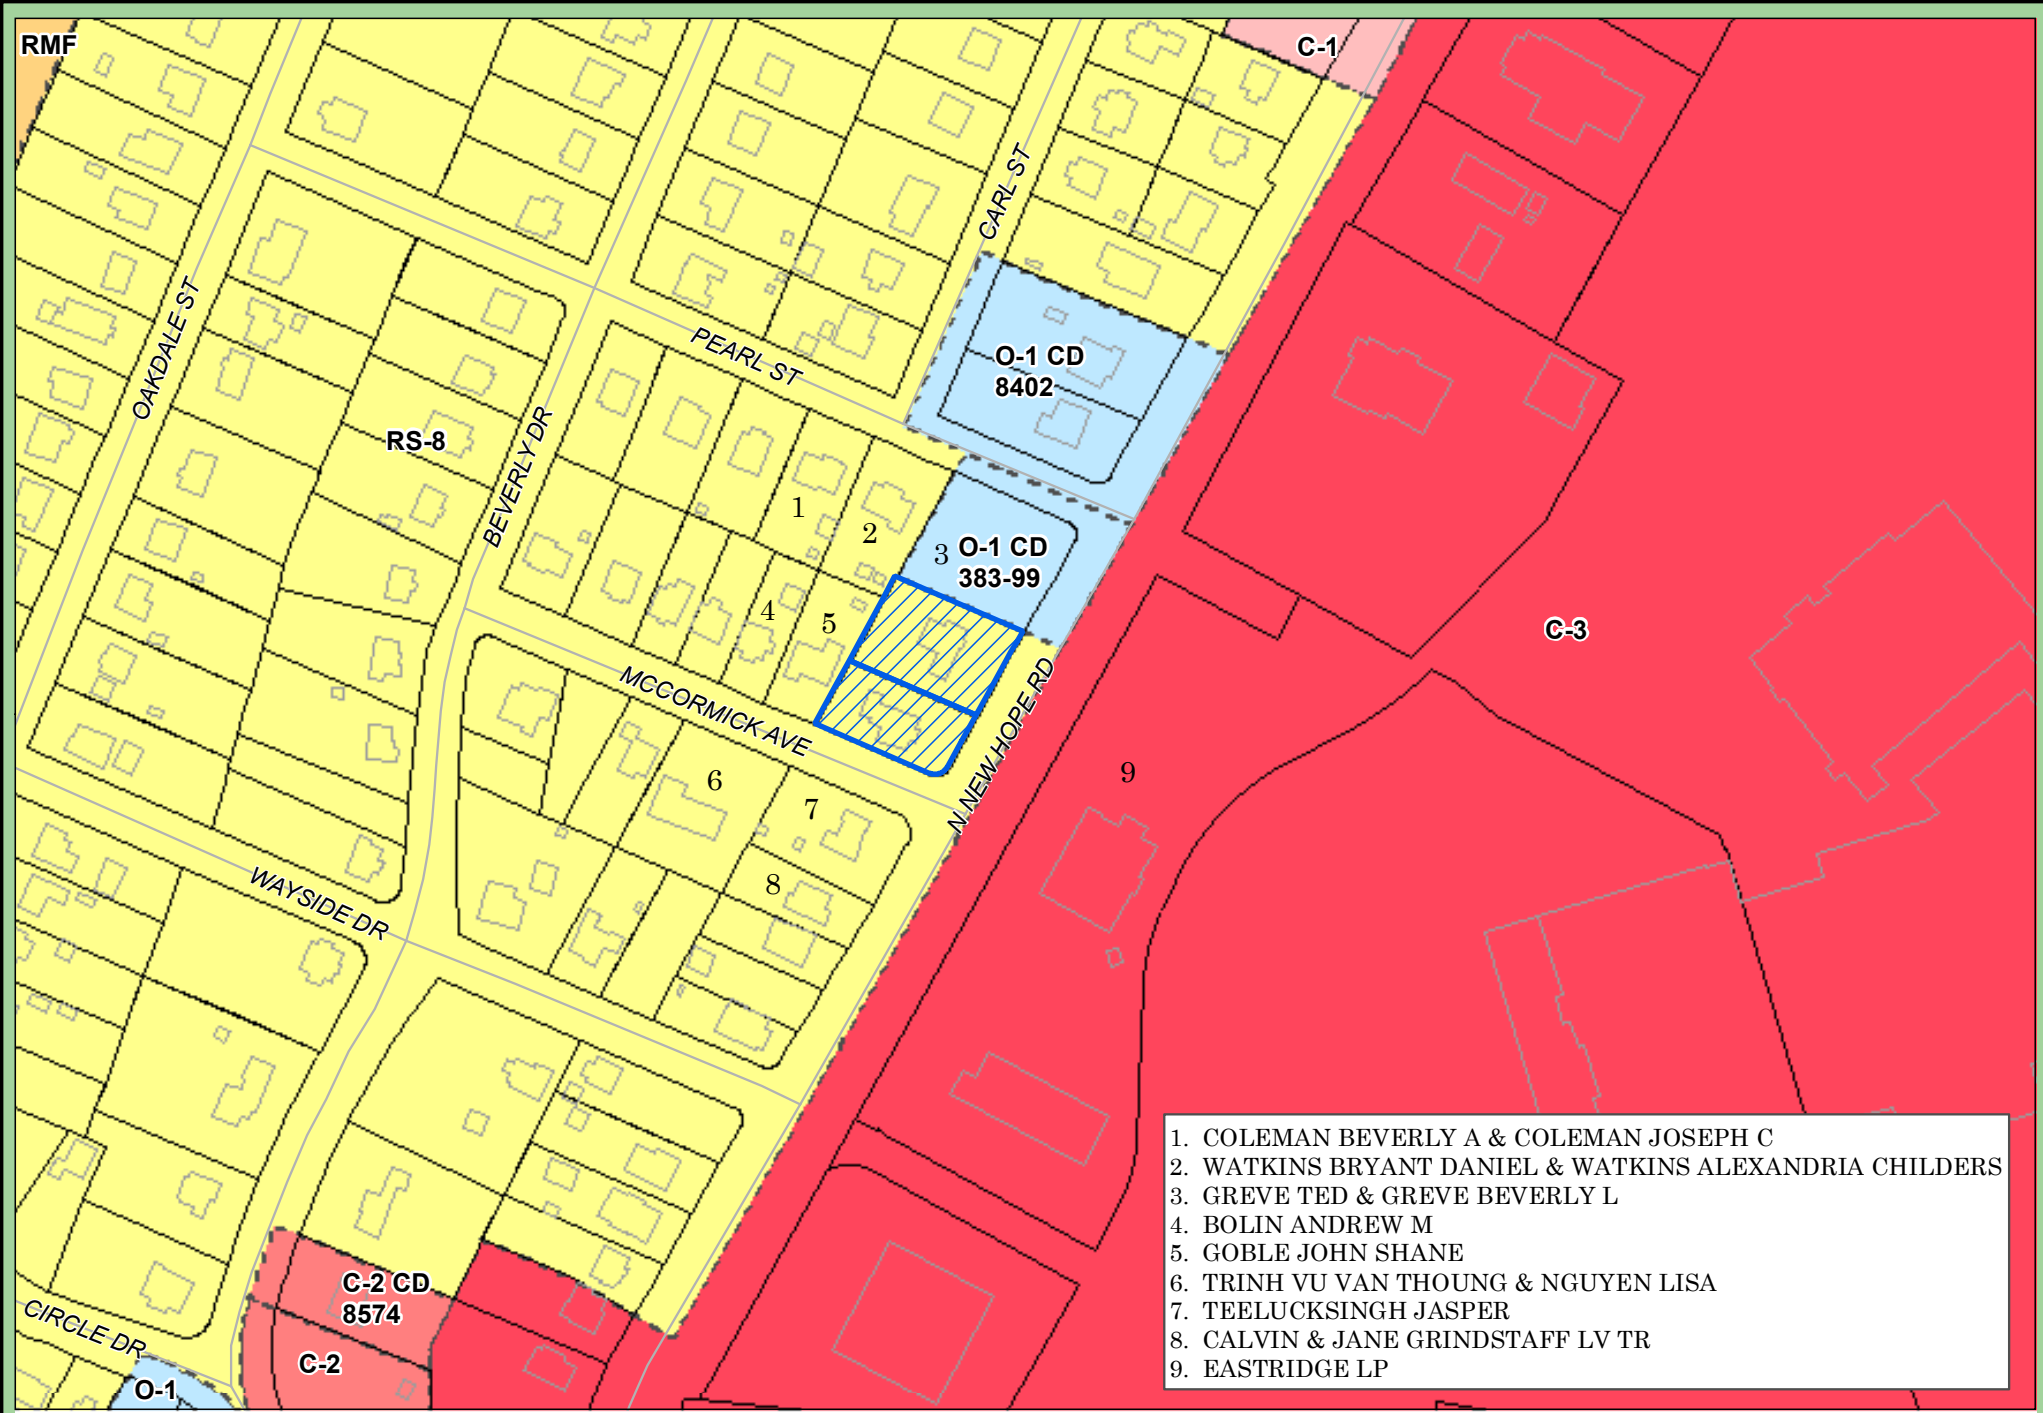 RMF
C-1
CARL ST
OAKDALE ST
PEARL ST
O-1 CD
8402
RS-8
BEVERLY DR
1
2
3
O-1 CD
383-99
4
5
C-3
MCCORMICK AVE
N NEW HOPE RD
6
7
8
9
WAYSIDE DR
1. COLEMAN BEVERLY A & COLEMAN JOSEPH C
2. WATKINS BRYANT DANIEL & WATKINS ALEXANDRIA CHILDERS
3. GREVE TED & GREVE BEVERLY L
4. BOLIN ANDREW M
5. GOBLE JOHN SHANE
6. TRINH VU VAN THOUNG & NGUYEN LISA
7. TEELUCKSINGH JASPER
8. CALVIN & JANE GRINDSTAFF LV TR
9. EASTRIDGE LP
C-2 CD
8574
CIRCLE DR
C-2
O-1